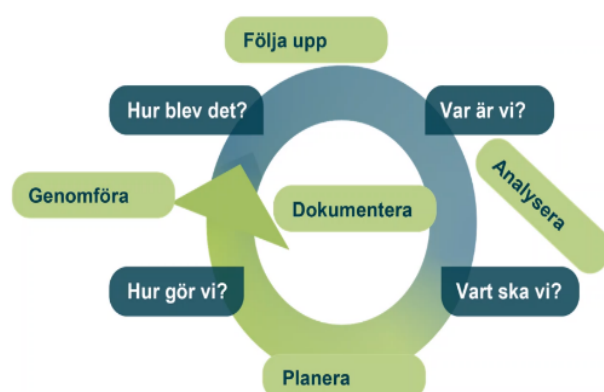 Följa upp
Hur blev det?
Var är vi?
Analysera
Genomföra
Dokumentera
Hur gör vi?
Vart ska vi?
Planera